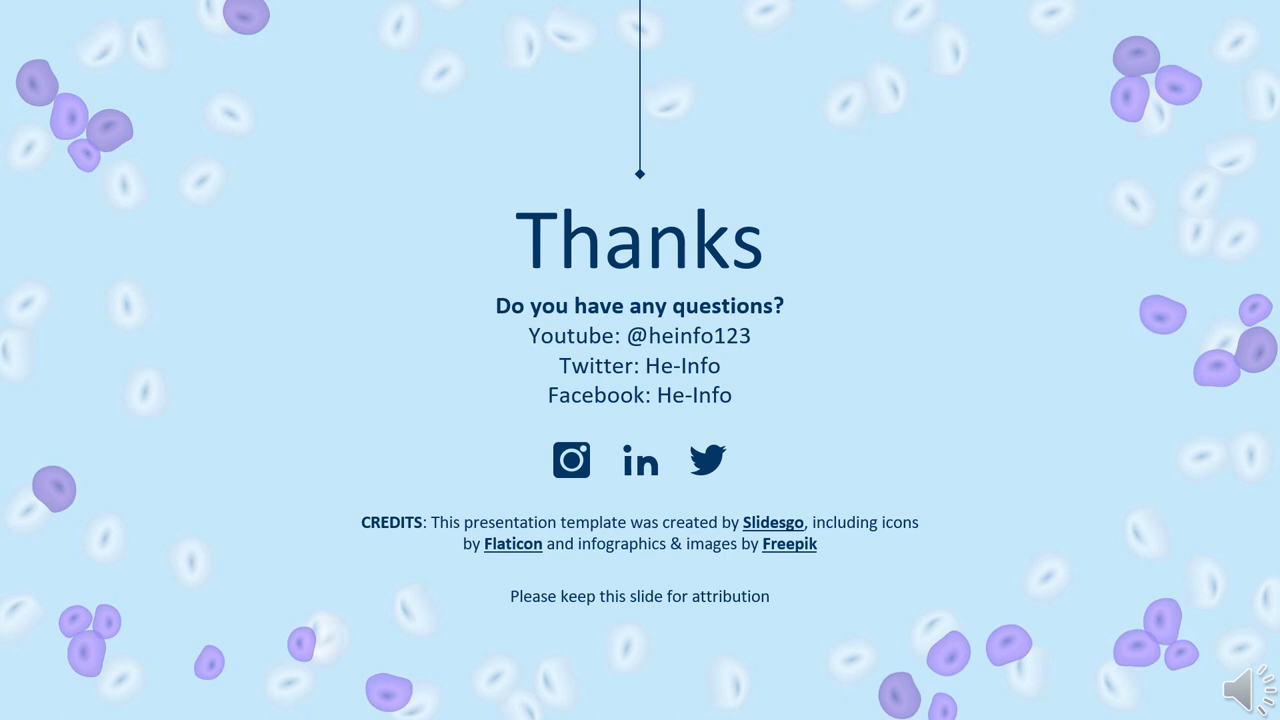 Thanks
Do you have any questions?
Youtube: @heinfo123
Twitter: He-Info
Facebook: He-Info
in
CREDITS: This presentation template was created by Slidesgo, including icons
by Flaticon and infographics & images by Freepik
Please keep this slide for attribution